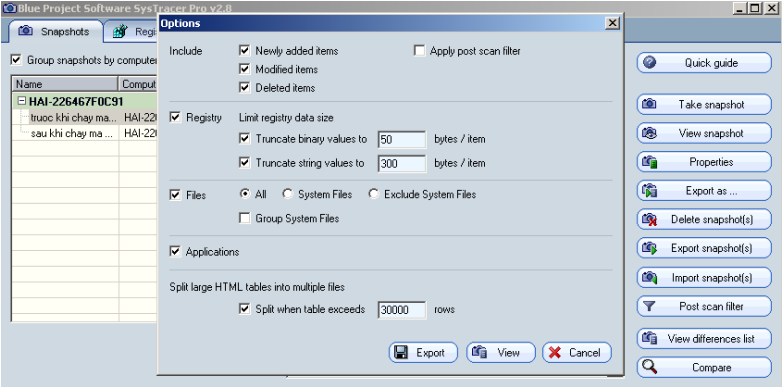 Blue Project Software SysTracer Pro v2.8
Snapshots
Regi
Group snapshots by computer
Name Comput
HAI-226467F0C91
truoc khi chay ma... HAI-22
sau khi chay ma ... HAI-22
Options
Include
Newly added items
Apply post scan filter
Modified items
Deleted items
Registry
Limit registry data size
Truncate binary values to 50 bytes / item
Truncate string values to 300 bytes / item
Files
All System Files Exclude System Files
Group System Files
Applications
Split large HTML tables into multiple files
Split when table exceeds 30000 rows
Export View Cancel
Quick guide
Take snapshot
View snapshot
Properties
Export as ...
Delete snapshot(s)
Export snapshot(s)
Import snapshot(s)
Post scan filter
View differences list
Compare